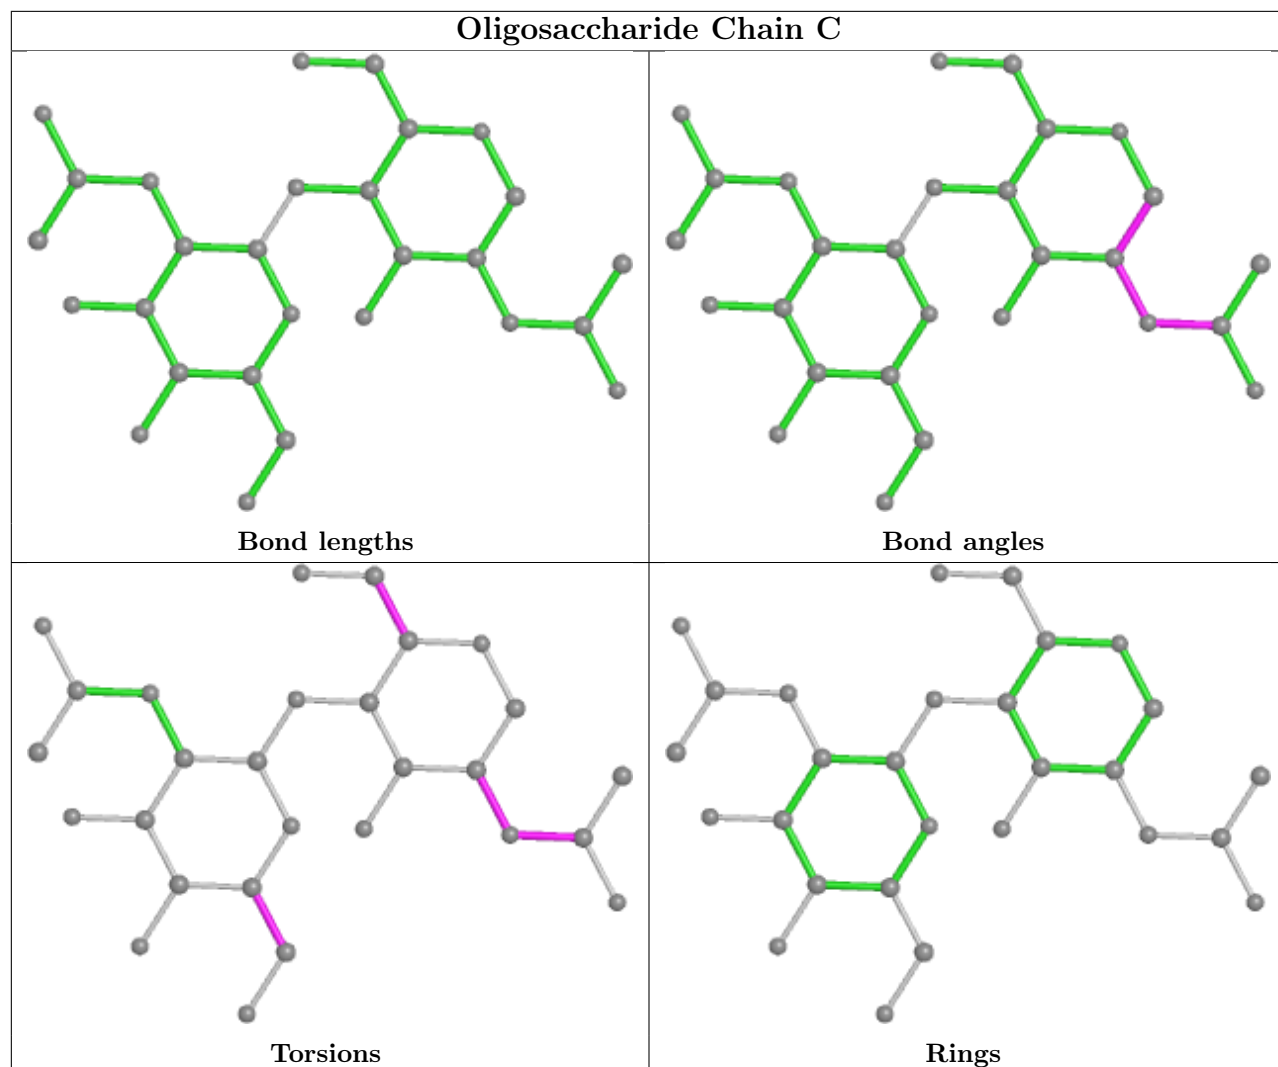 Oligosaccharide Chain C
Bond lengths
Bond angles
Torsions
Rings